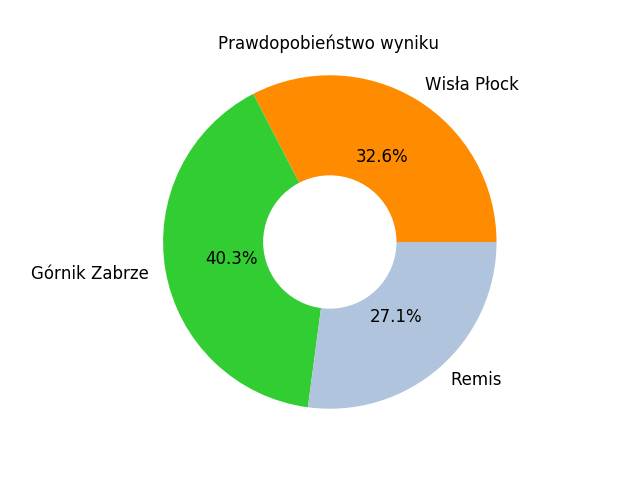 Prawdopobieństwo wyniku
Wisła Płock
32.6%
40.3%
Górnik Zabrze
27.1%
Remis